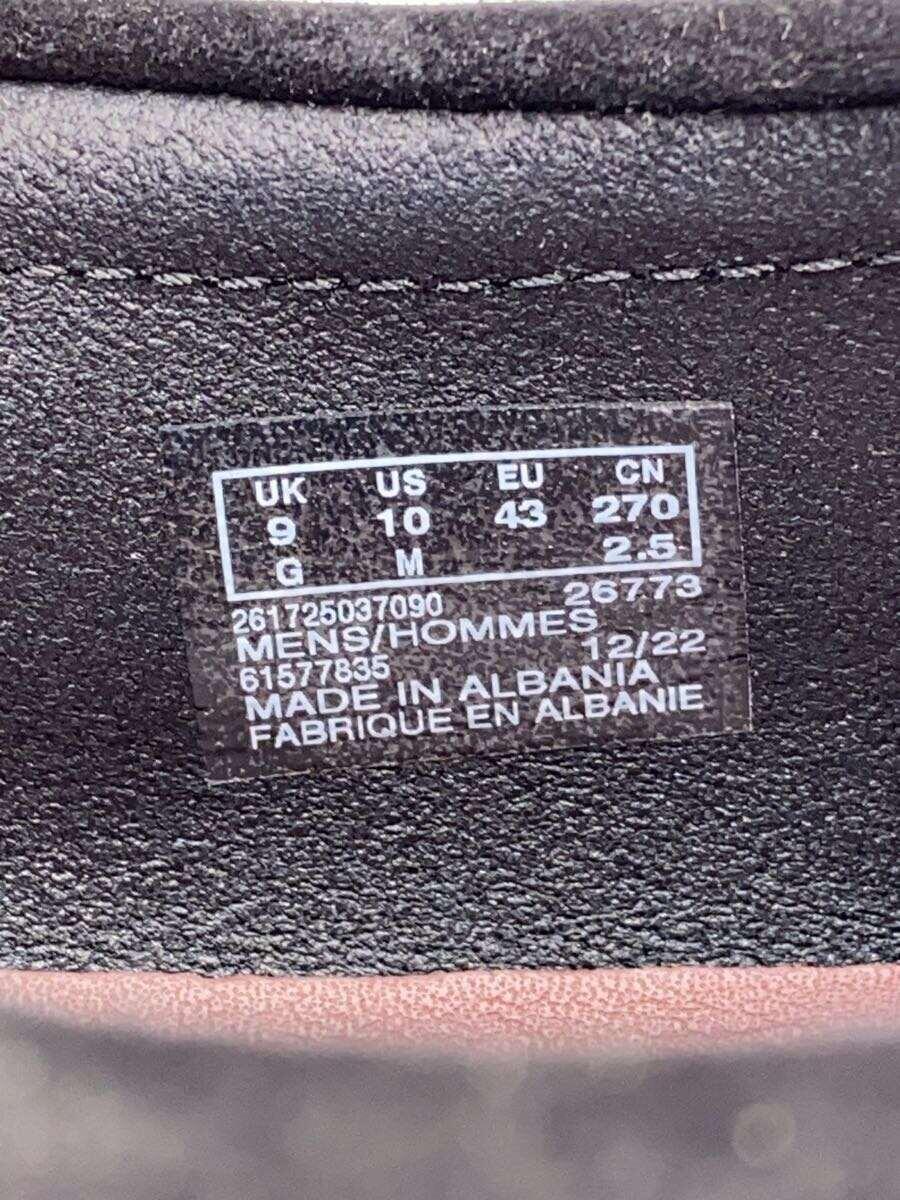 UK US EU CN
9 10 43 270
G M 2.5
261725037090 26773
MENS/HOMMES
61577835 12/22
MADE IN ALBANIA
FABRIQUE EN ALBANIE